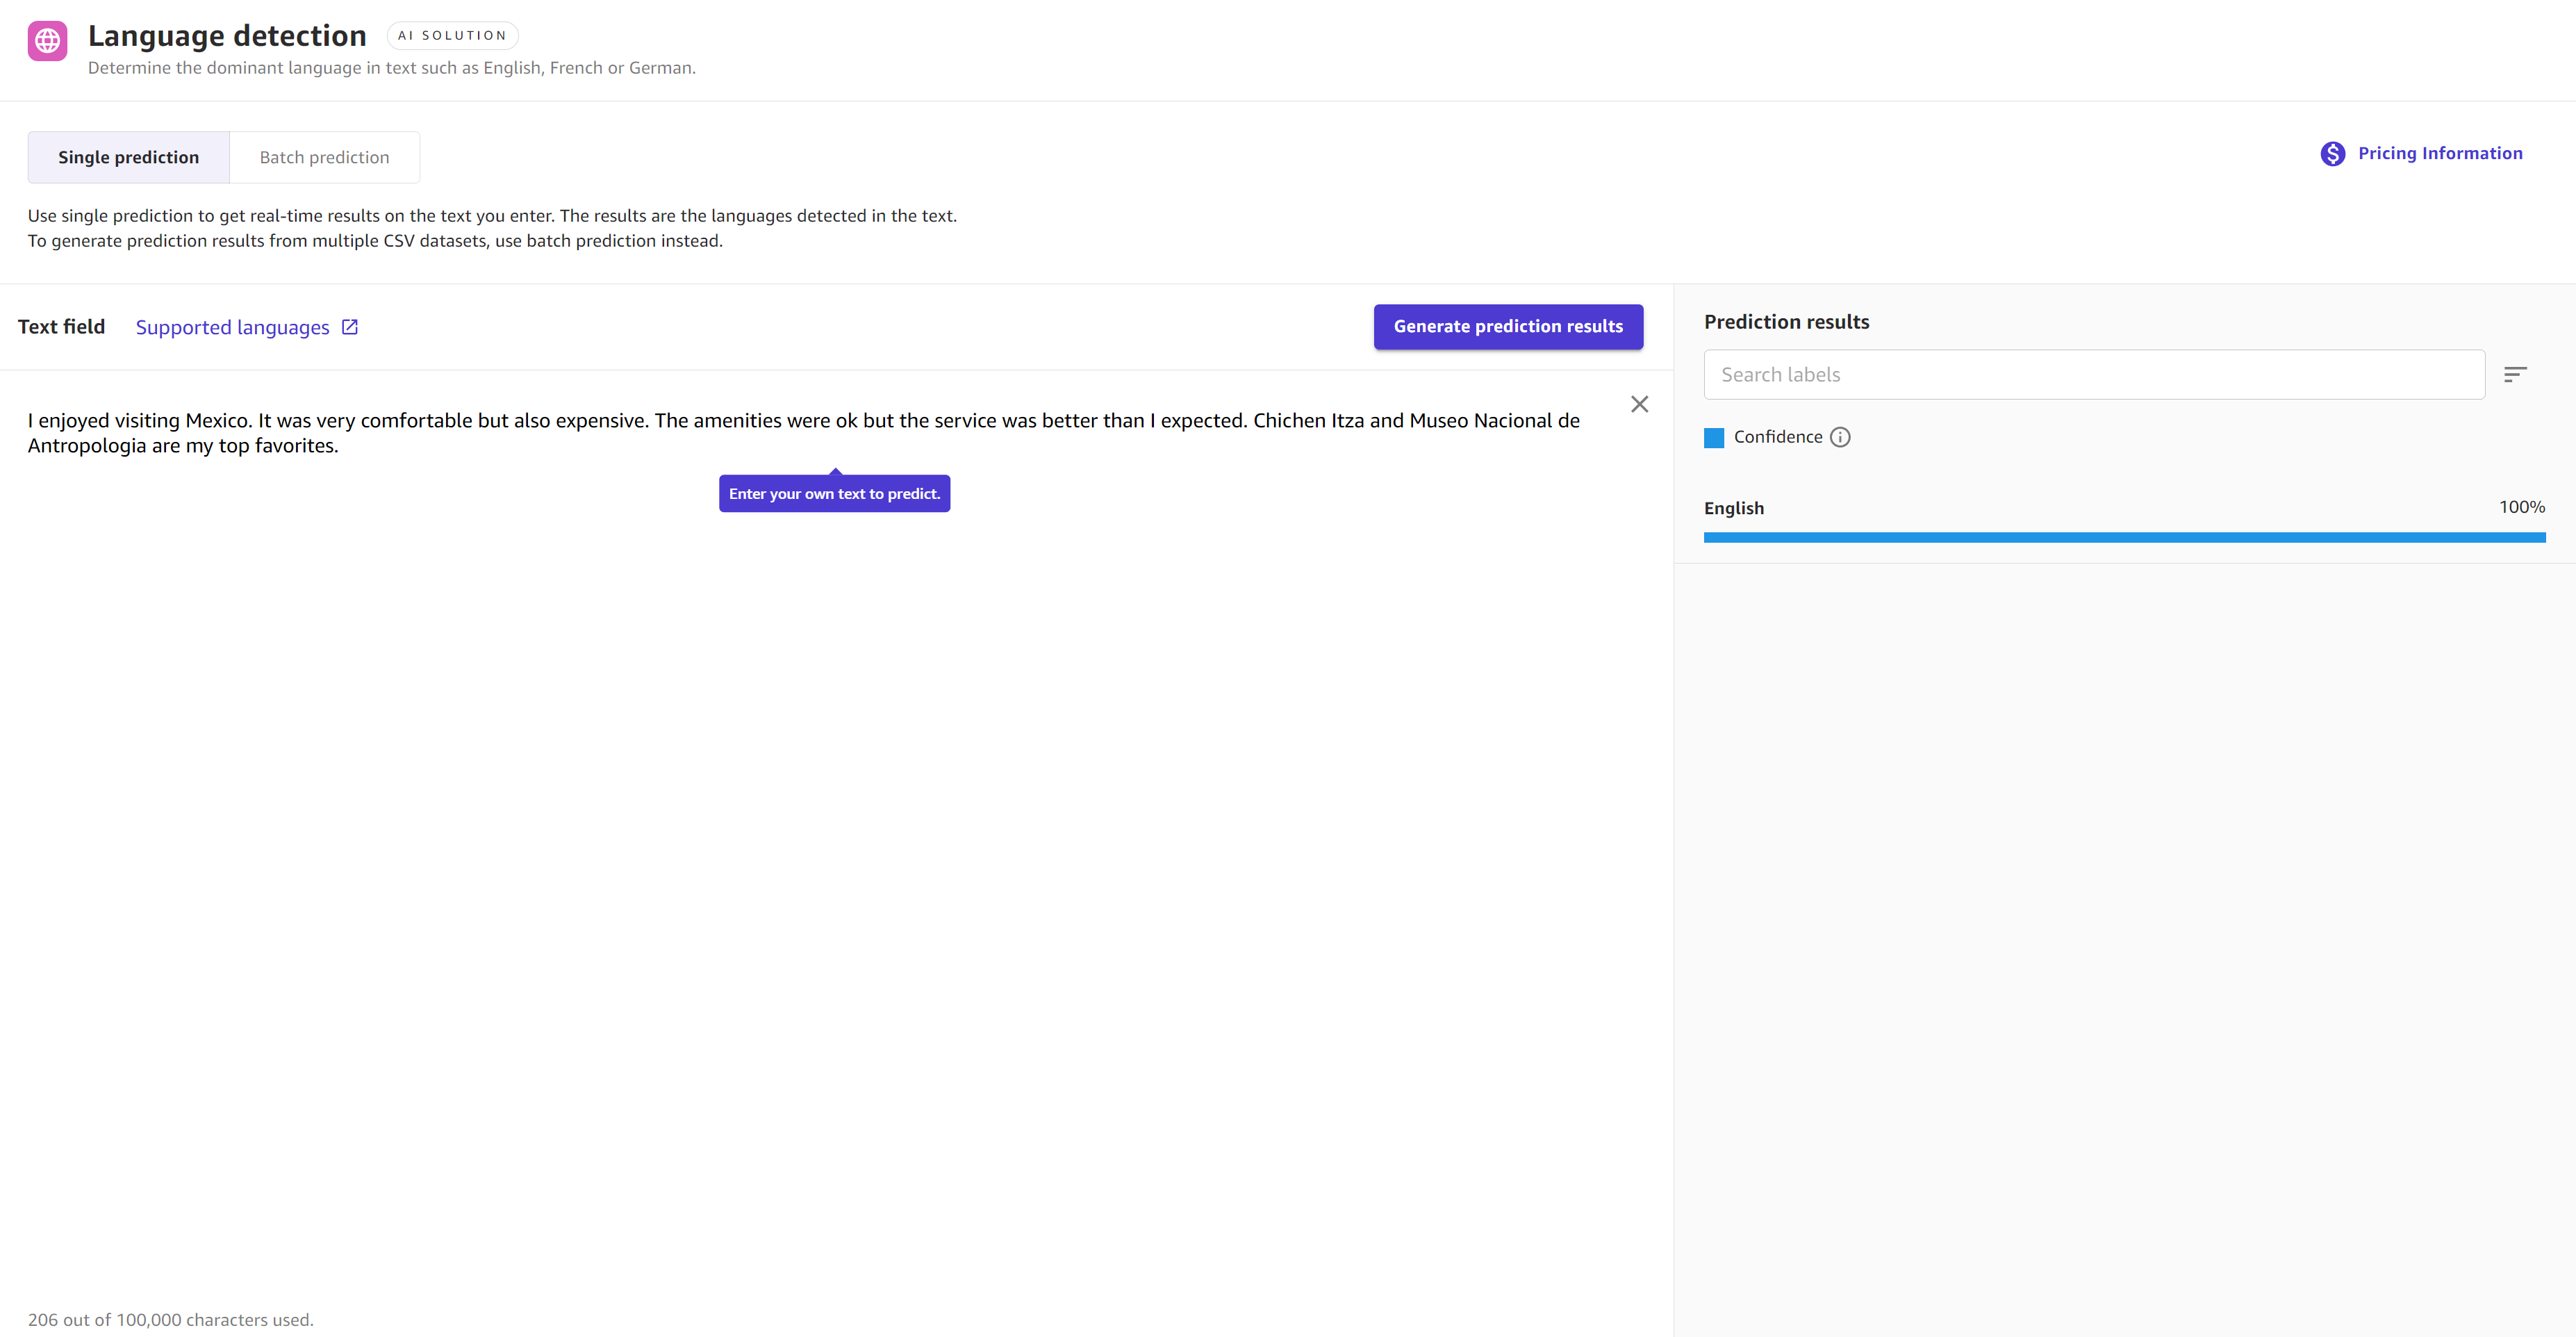 Language detection
AI SOLUTION
Determine the dominant language in text such as English, French or German.
Single prediction
Batch prediction
Pricing Information
Use single prediction to get real-time results on the text you enter. The results are the languages detected in the text.
To generate prediction results from multiple CSV datasets, use batch prediction instead.
Text field
Supported languages
Generate prediction results
I enjoyed visiting Mexico. It was very comfortable but also expensive. The amenities were ok but the service was better than I expected. Chichen Itza and Museo Nacional de
Antropologia are my top favorites.
Enter your own text to predict.
206 out of 100,000 characters used.
Prediction results
Search labels
Confidence
English
100%